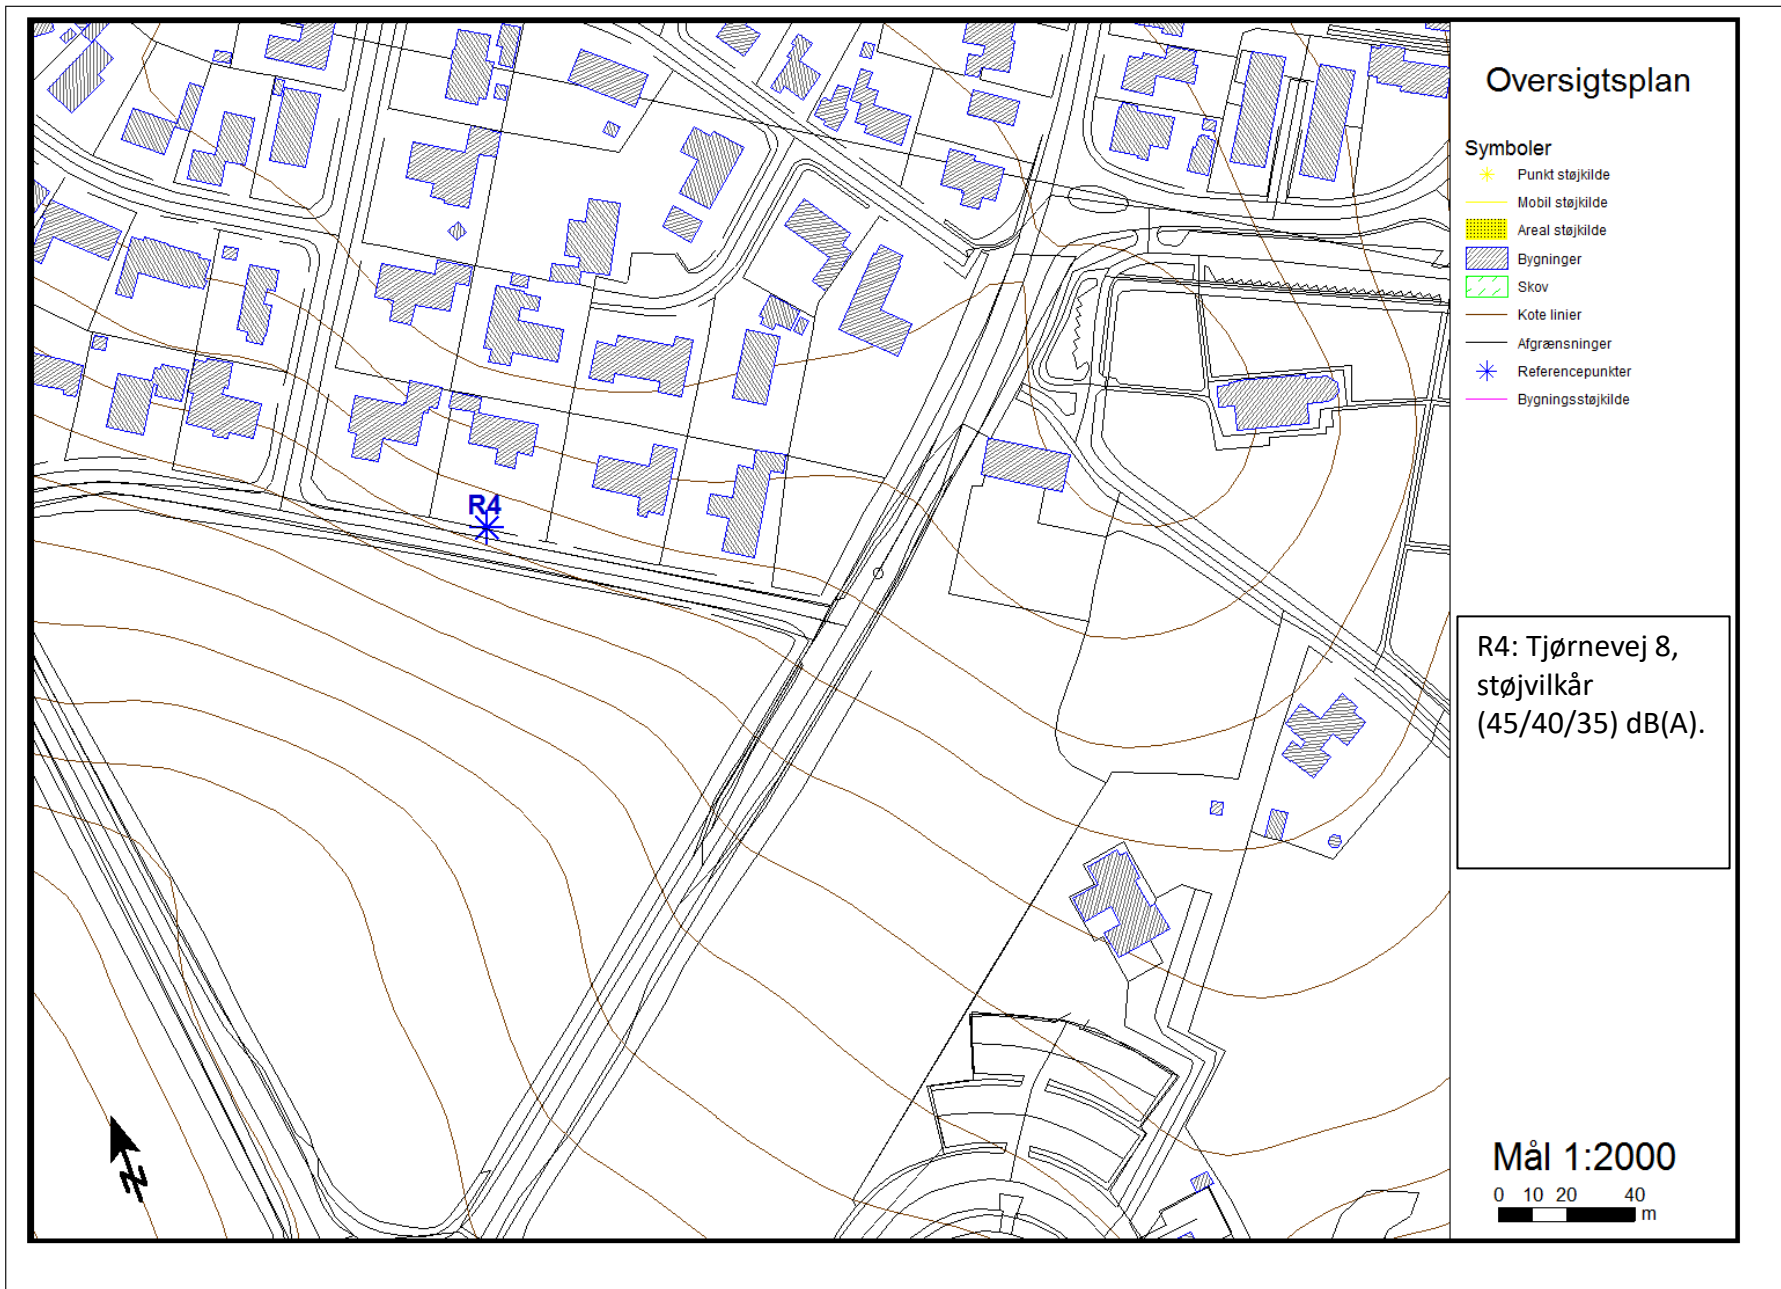 Oversigtsplan
Symboler
Punkt støjkilde
Mobil støjkilde
Areal støjkilde
Bygninger
Skov
Kote linier
Afgrænsninger
Referencepunkter
Bygningsstøjkilde
R4
R4: Tjørnevej 8,
støjvilkår
(45/40/35) dB(A).
N
Mål 1:2000
0 10 20 40
m